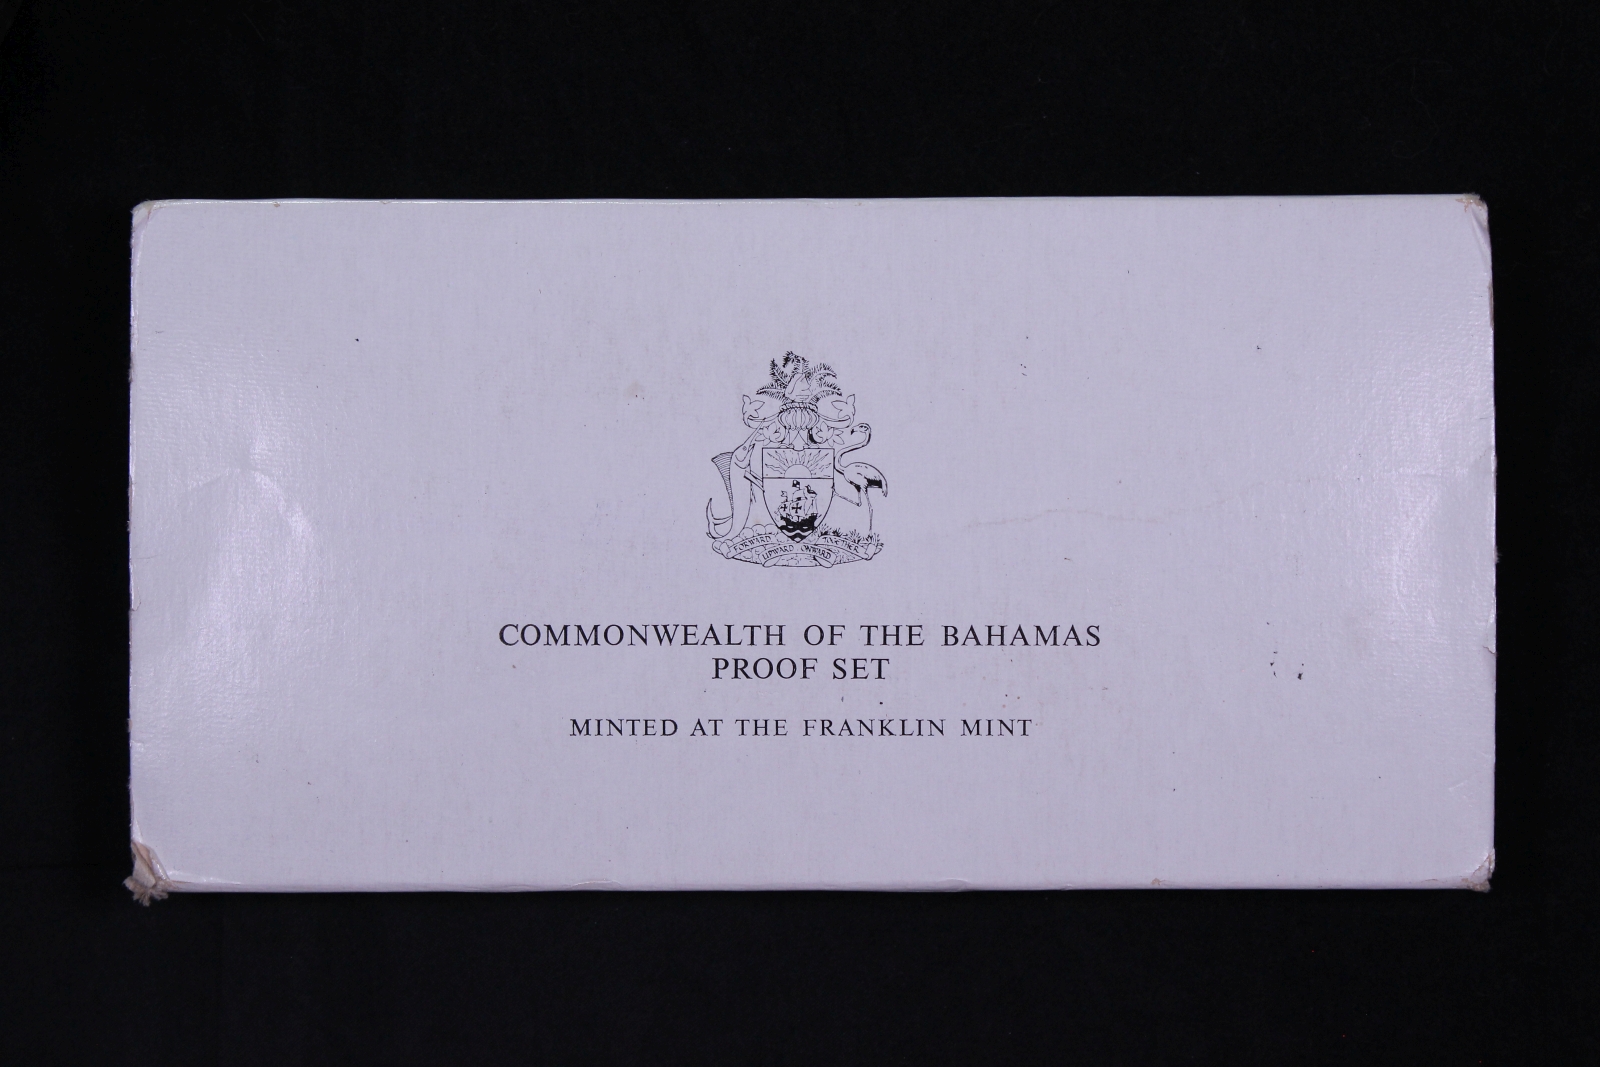 FORWARD UPWARD ONWARD TOGETHER
COMMONWEALTH OF THE BAHAMAS
PROOF SET
MINTED AT THE FRANKLIN MINT